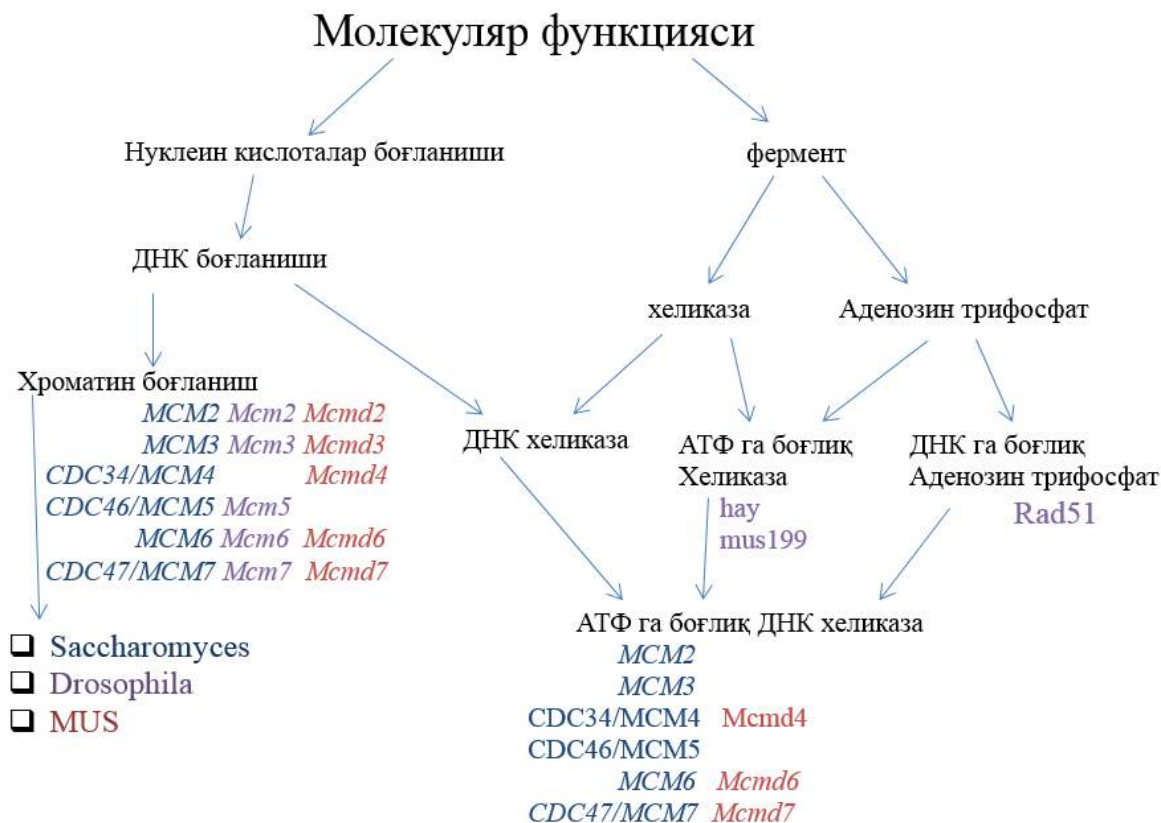 Молекуляр функцияси
Нуклеин кислоталар боғланиши
фермент
ДНК боғланиши
хеликаза
Аденозин трифосфат
Хроматин боғланиш
MCM2 Mcm2 Mcmd2
MCM3 Mcm3 Mcmd3
CDC34/MCM4 Mcmd4
CDC46/MCM5 Mcm5
MCM6 Mcm6 Mcmd6
CDC47/MCM7 Mcm7 Mcmd7
ДНК хеликаза
АТФ га боғлиқ
Хеликаза
hay
mus199
ДНК га боғлиқ
Аденозин трифосфат
Rad51
Saccharomyces
Drosophila
MUS
АТФ га боғлиқ ДНК хеликаза
MCM2
MCM3
CDC34/MCM4 Mcmd4
CDC46/MCM5
MCM6 Mcmd6
CDC47/MCM7 Mcmd7